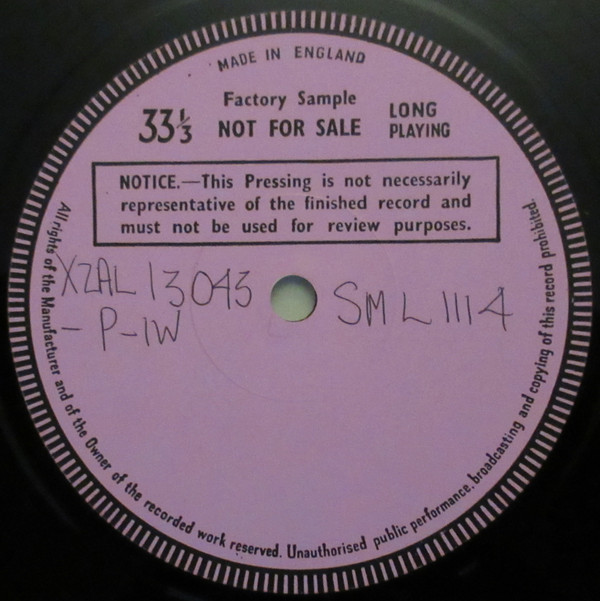 MADE IN ENGLAND
Factory Sample
33⅓ NOT FOR SALE LONG PLAYING
NOTICE.—This Pressing is not necessarily
representative of the finished record and
must not be used for review purposes.
XZAL 13043 SML 1114
- P-1W
All rights of the Manufacturer and of the Owner of the recorded work reserved. Unauthorised public performance, broadcasting and copying of this record prohibited.